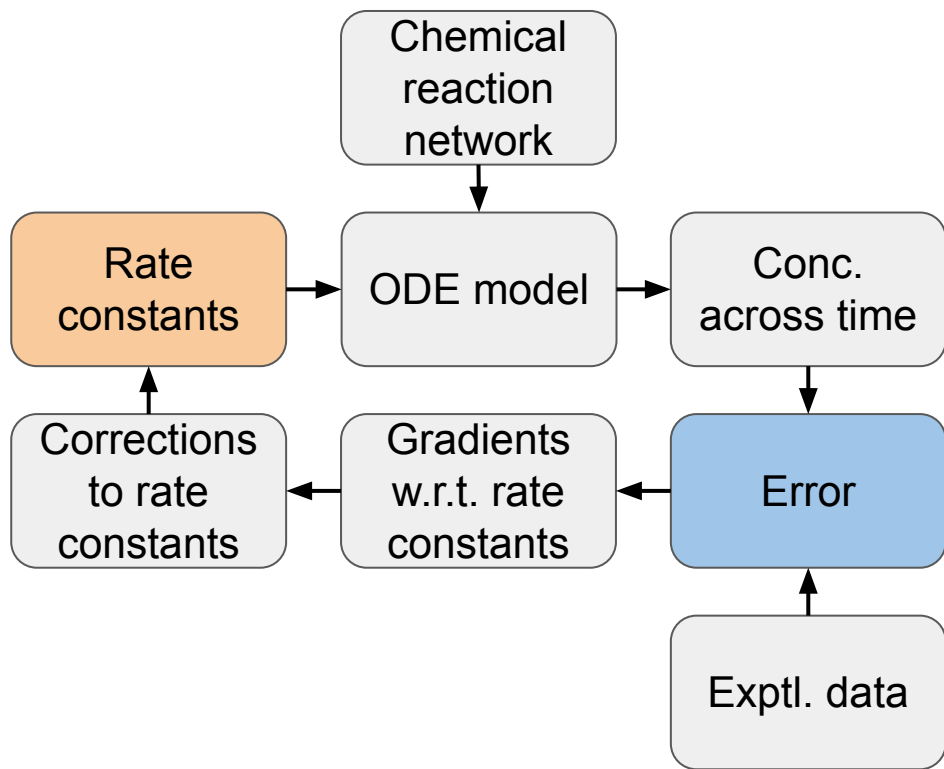 Chemical
reaction
network
Rate
constants
ODE model
Conc.
across time
Corrections
to rate
constants
Gradients
w.r.t. rate
constants
Error
Exptl. data